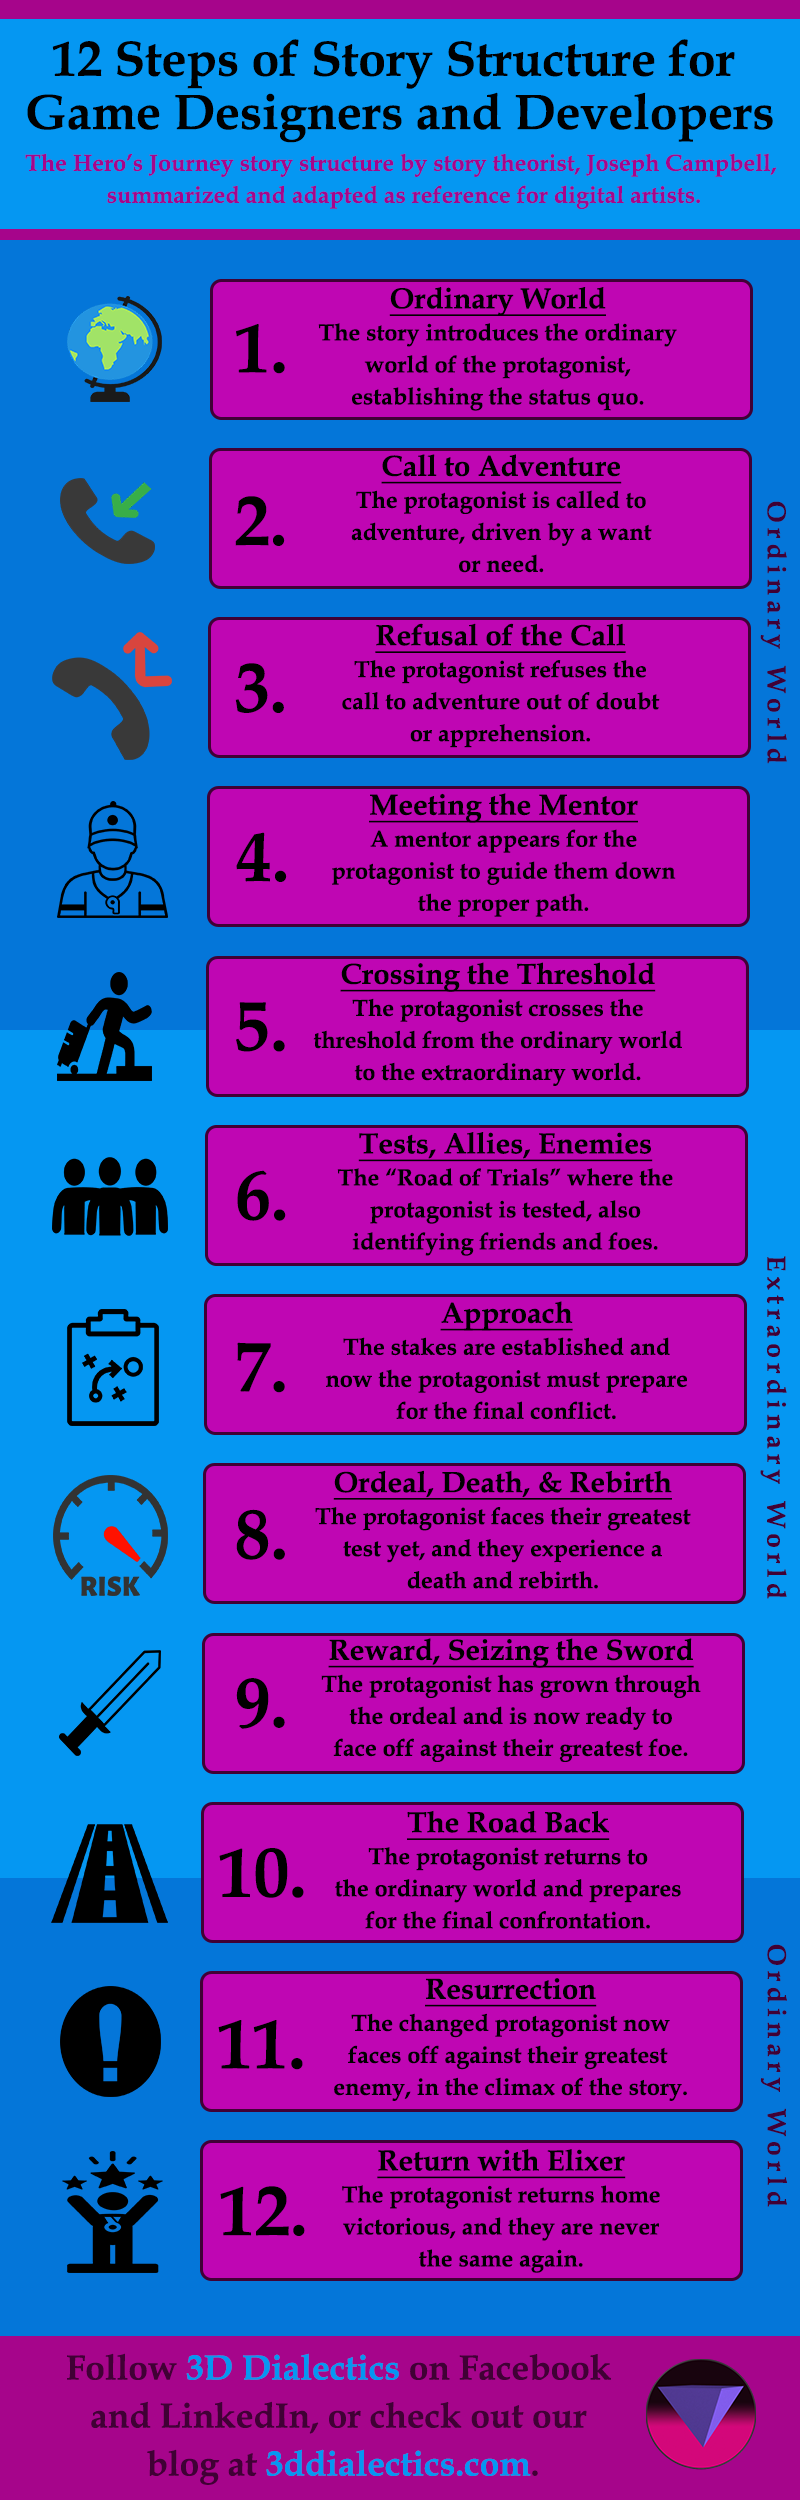 12 Steps of Story Structure for
Game Designers and Developers
The Hero's Journey story structure by story theorist, Joseph Campbell,
summarized and adapted as reference for digital artists.
Ordinary World
1.
The story introduces the ordinary
world of the protagonist,
establishing the status quo.
Call to Adventure
2.
The protagonist is called to
adventure, driven by a want
or need.
Refusal of the Call
3.
The protagonist refuses the
call to adventure out of doubt
or apprehension.
Ordinary World
Meeting the Mentor
4.
A mentor appears for the
protagonist to guide them down
the proper path.
Crossing the Threshold
5.
The protagonist crosses the
threshold from the ordinary world
to the extraordinary world.
Tests, Allies, Enemies
6.
The “Road of Trials” where the
protagonist is tested, also
identifying friends and foes.
Approach
7.
The stakes are established and
now the protagonist must prepare
for the final conflict.
Extraordinary World
RISK
Ordeal, Death, & Rebirth
8.
The protagonist faces their greatest
test yet, and they experience a
death and rebirth.
Reward, Seizing the Sword
9.
The protagonist has grown through
the ordeal and is now ready to
face off against their greatest foe.
The Road Back
10.
The protagonist returns to
the ordinary world and prepares
for the final confrontation.
Resurrection
11.
The changed protagonist now
faces off against their greatest
enemy, in the climax of the story.
Ordinary World
Return with Elixer
12.
The protagonist returns home
victorious, and they are never
the same again.
Follow 3D Dialectics on Facebook
and LinkedIn, or check out our
blog at 3ddialectics.com.